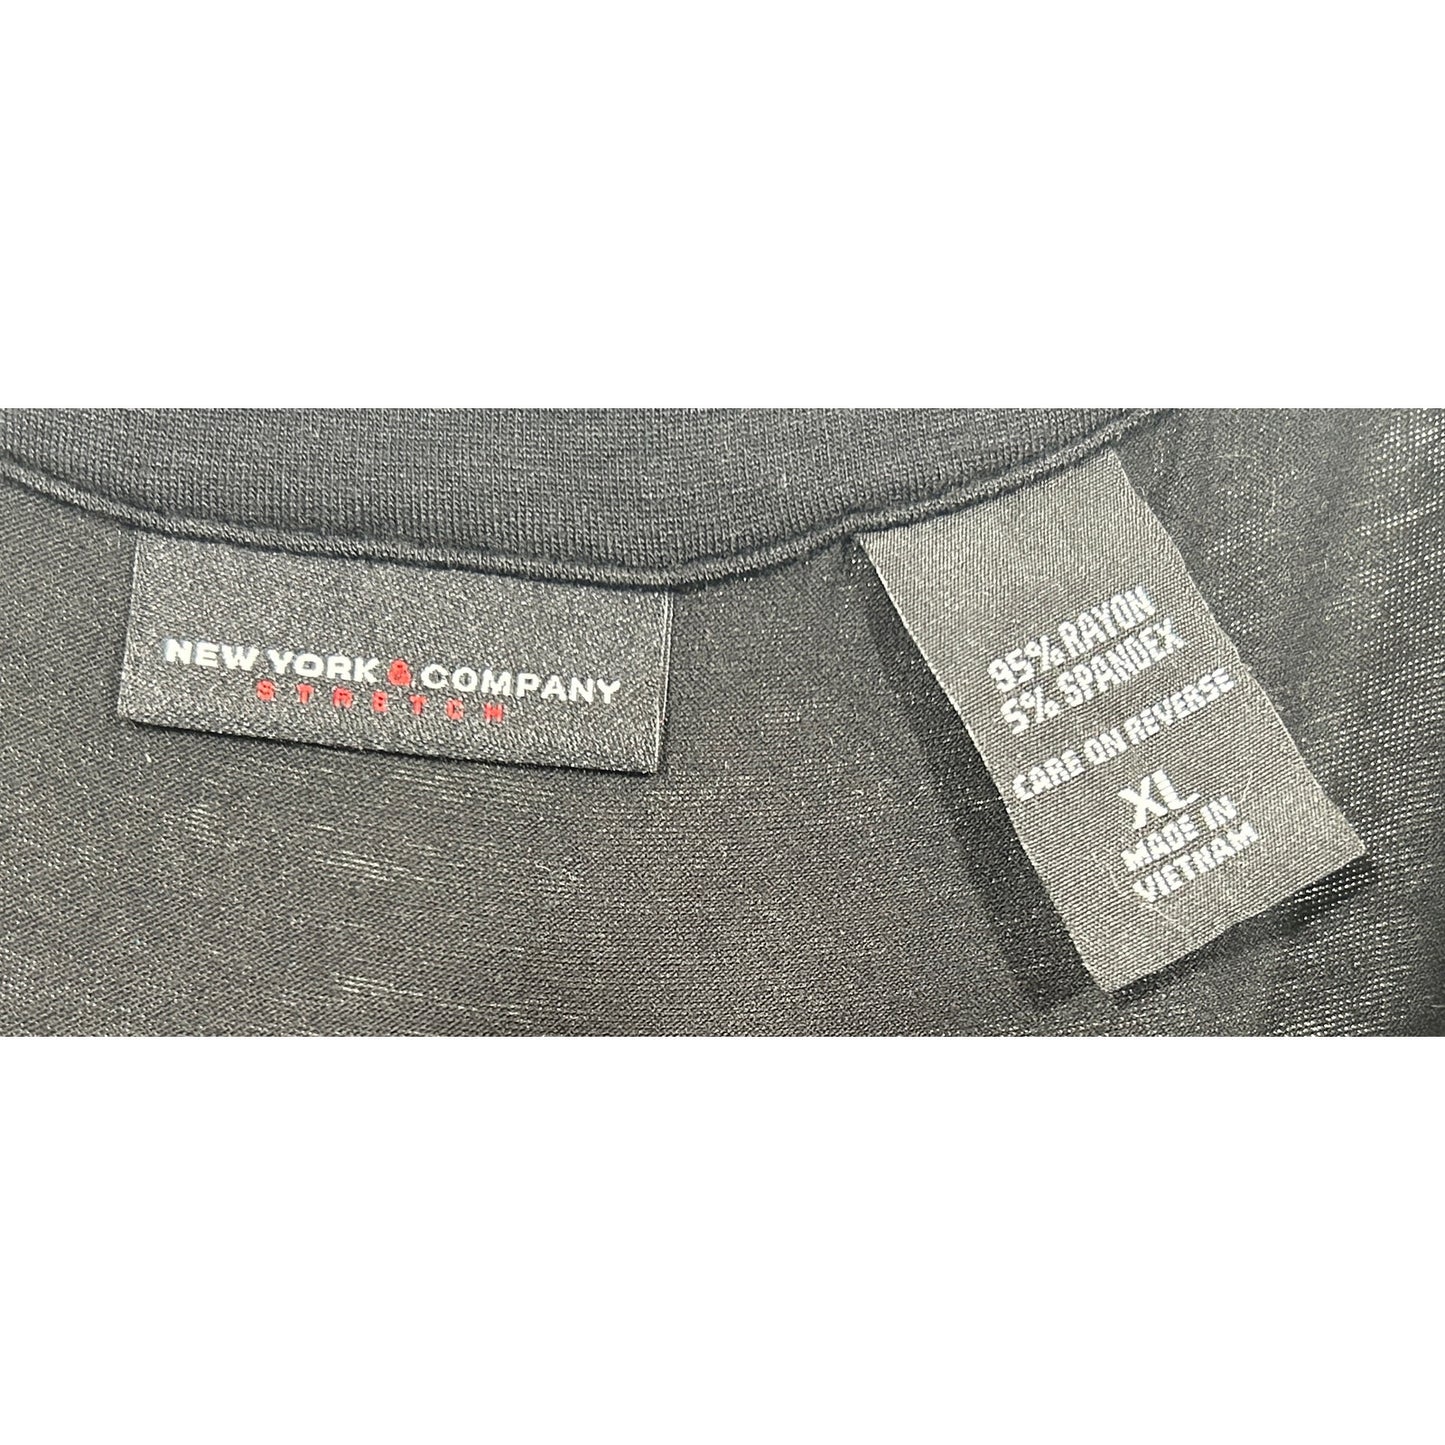 NEW YORK & COMPANY
STRETCH
95% RAYON
5% SPANDEX
CARE ON REVERSE
XL
MADE IN
VIETNAM